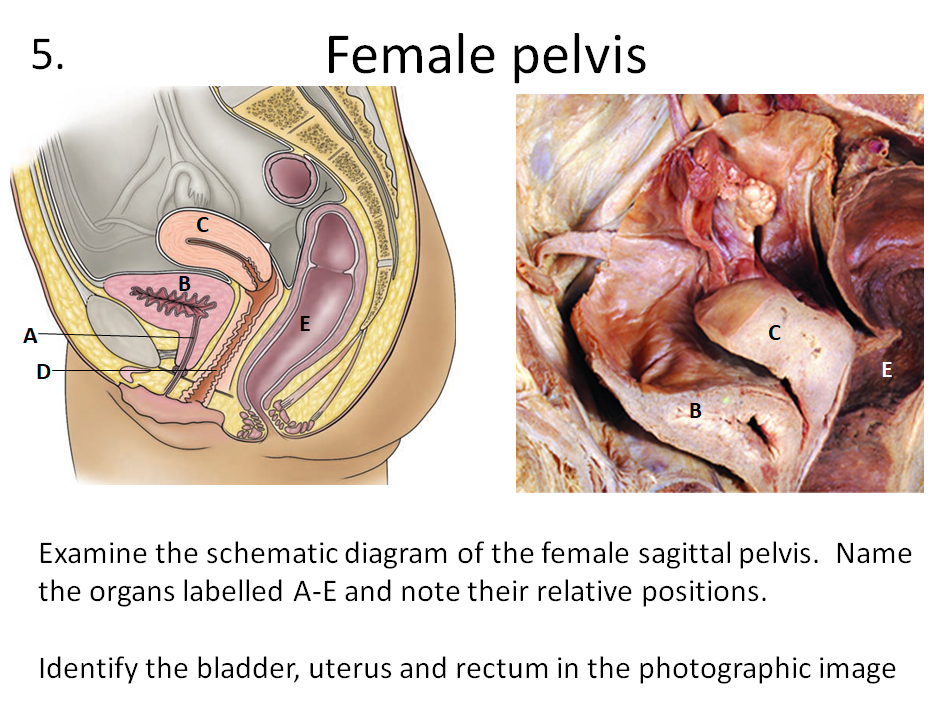 5.
Female pelvis
C
B
A
E
D
C
E
B
Examine the schematic diagram of the female sagittal pelvis.  Name
the organs labelled A-E and note their relative positions.
Identify the bladder, uterus and rectum in the photographic image